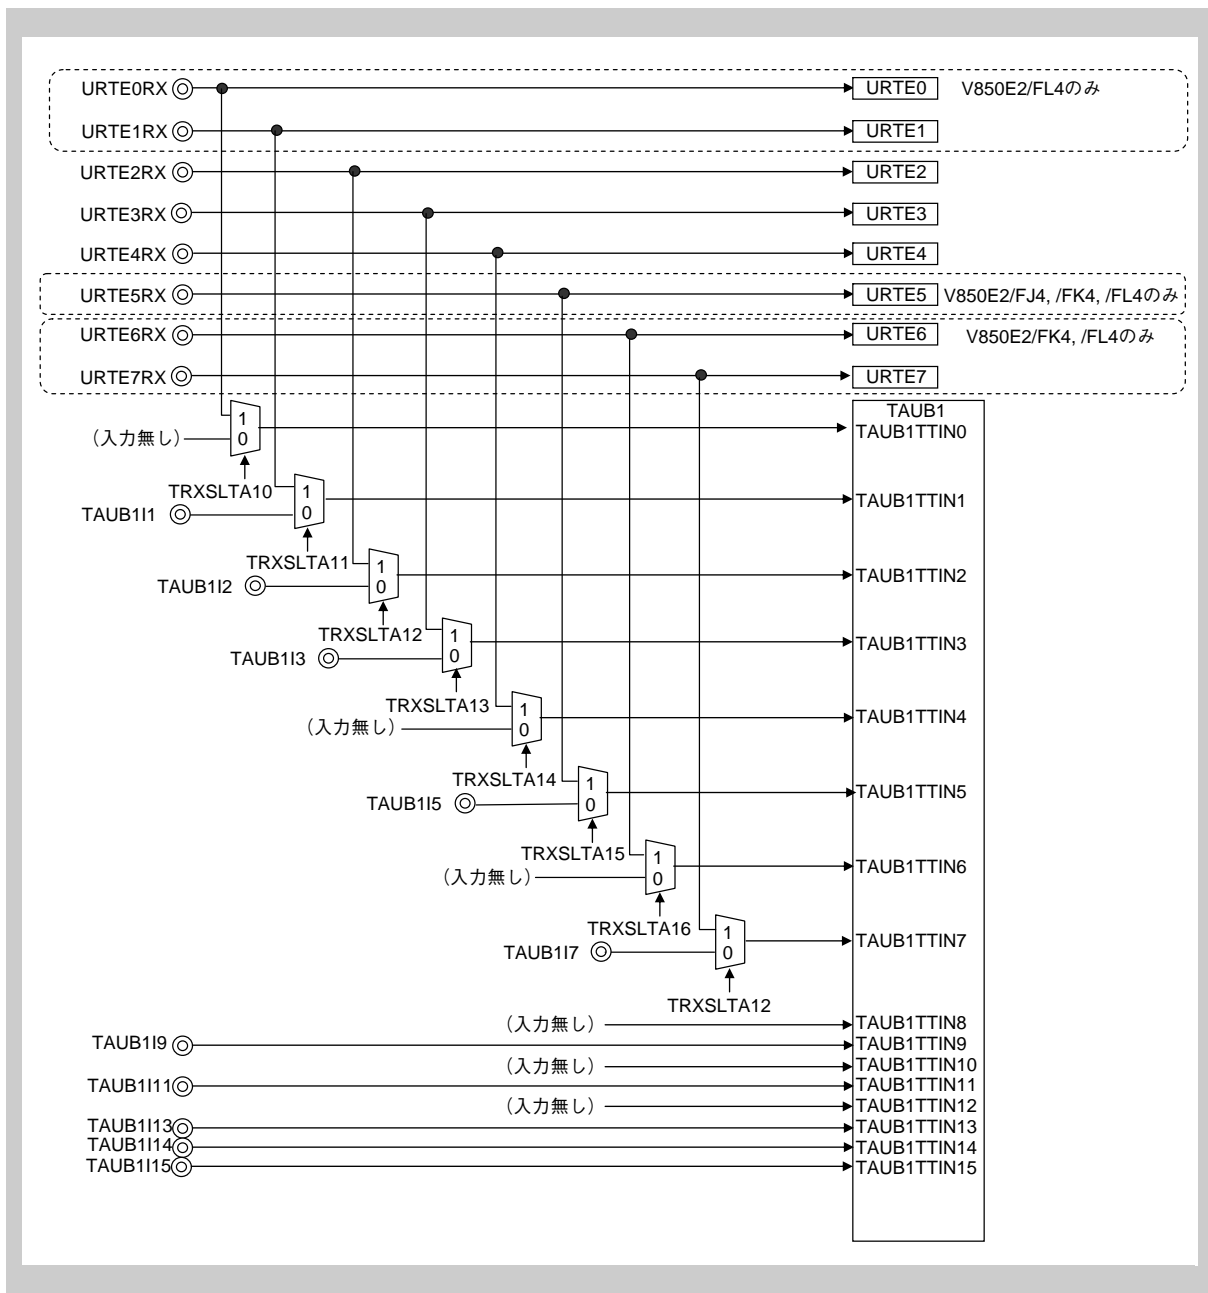 URTE0RX URTE0 V850E2/FL4のみ
URTE1RX URTE1
URTE2RX URTE2
URTE3RX URTE3
URTE4RX URTE4
URTE5RX URTE5 V850E2/FJ4, /FK4, /FL4のみ
URTE6RX URTE6 V850E2/FK4, /FL4のみ
URTE7RX URTE7
TAUB1
1
(入力無し) 0 TAUB1TTIN0
TRXSLTA10
1 TAUB1TTIN1
TAUB1I1 0
TRXSLTA11
1 TAUB1TTIN2
TAUB1I2 0
TRXSLTA12
1 TAUB1TTIN3
TAUB1I3 0
TRXSLTA13
1 TAUB1TTIN4
(入力無し) 0
TRXSLTA14
1 TAUB1TTIN5
TAUB1I5 0
TRXSLTA15
1 TAUB1TTIN6
(入力無し) 0
TRXSLTA16
1 TAUB1TTIN7
TAUB1I7 0
TRXSLTA12
(入力無し) TAUB1TTIN8
TAUB1I9 TAUB1TTIN9
(入力無し) TAUB1TTIN10
TAUB1I11 TAUB1TTIN11
(入力無し) TAUB1TTIN12
TAUB1I13 TAUB1TTIN13
TAUB1I14 TAUB1TTIN14
TAUB1I15 TAUB1TTIN15